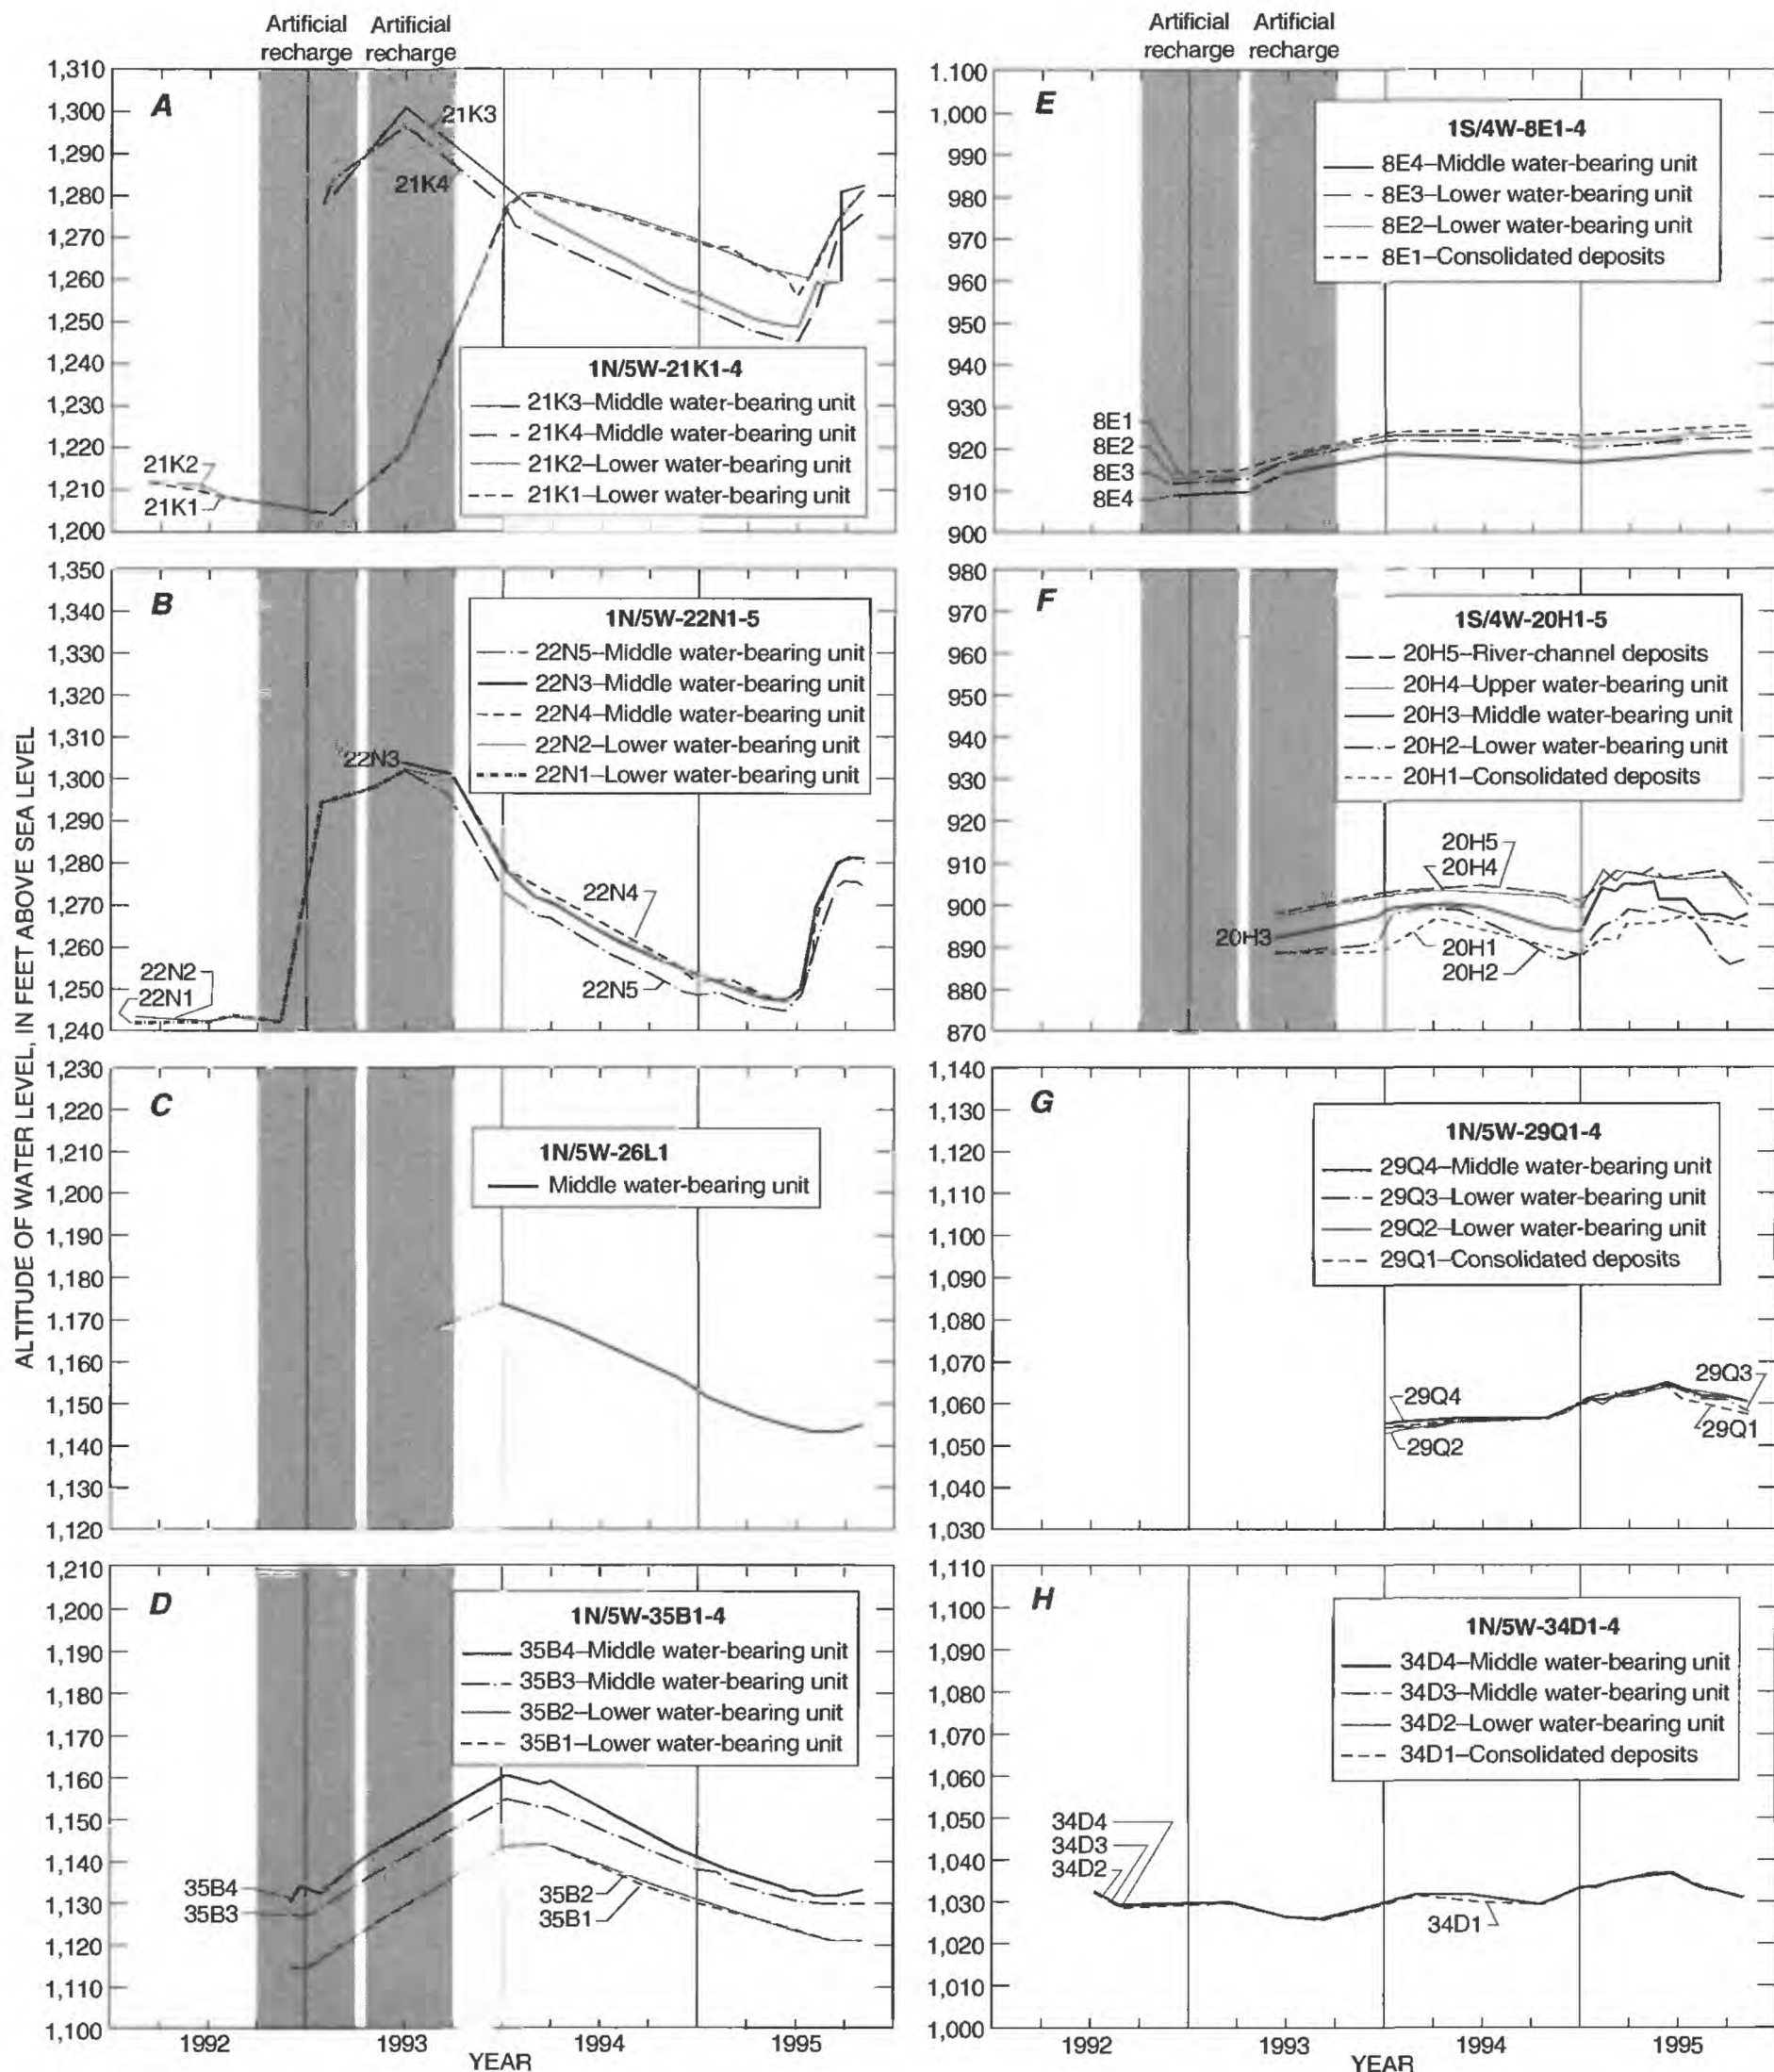 Artificial recharge
Artificial recharge
ALTITUDE OF WATER LEVEL, IN FEET ABOVE SEA LEVEL
1,310
1,300
1,290
1,280
1,270
1,260
1,250
1,240
1,230
1,220
1,210
1,200
A
21K3
21K4
21K2
21K1
1N/5W-21K1-4
21K3–Middle water-bearing unit
21K4–Middle water-bearing unit
21K2–Lower water-bearing unit
21K1–Lower water-bearing unit
1,350
1,340
1,330
1,320
1,310
1,300
1,290
1,280
1,270
1,260
1,250
1,240
B
22N3
22N4
22N5
22N2
22N1
1N/5W-22N1-5
22N5–Middle water-bearing unit
22N3–Middle water-bearing unit
22N4–Middle water-bearing unit
22N2–Lower water-bearing unit
22N1–Lower water-bearing unit
1,230
1,220
1,210
1,200
1,190
1,180
1,170
1,160
1,150
1,140
1,130
1,120
C
1N/5W-26L1
Middle water-bearing unit
1,210
1,200
1,190
1,180
1,170
1,160
1,150
1,140
1,130
1,120
1,110
1,100
D
1N/5W-35B1-4
35B4–Middle water-bearing unit
35B3–Middle water-bearing unit
35B2–Lower water-bearing unit
35B1–Lower water-bearing unit
35B4
35B3
35B2
35B1
1992
1993
1994
1995
YEAR
Artificial recharge
Artificial recharge
1.100
1,000
990
980
970
960
950
940
930
920
910
900
E
1S/4W-8E1-4
8E4–Middle water-bearing unit
8E3–Lower water-bearing unit
8E2–Lower water-bearing unit
8E1–Consolidated deposits
8E1
8E2
8E3
8E4
980
970
960
950
940
930
920
910
900
890
880
870
F
1S/4W-20H1-5
20H5–River-channel deposits
20H4–Upper water-bearing unit
20H3–Middle water-bearing unit
20H2–Lower water-bearing unit
20H1–Consolidated deposits
20H5
20H4
20H3
20H1
20H2
1,140
1,130
1,120
1,110
1,100
1,090
1,080
1,070
1,060
1,050
1,040
1,030
G
1N/5W-29Q1-4
29Q4–Middle water-bearing unit
29Q3–Lower water-bearing unit
29Q2–Lower water-bearing unit
29Q1–Consolidated deposits
29Q4
29Q2
29Q3
29Q1
1,110
1,100
1,090
1,080
1,070
1,060
1,050
1,040
1,030
1,020
1,010
1,000
H
1N/5W-34D1-4
34D4–Middle water-bearing unit
34D3–Middle water-bearing unit
34D2–Lower water-bearing unit
34D1–Consolidated deposits
34D4
34D3
34D2
34D1
1992
1993
1994
1995
YEAR